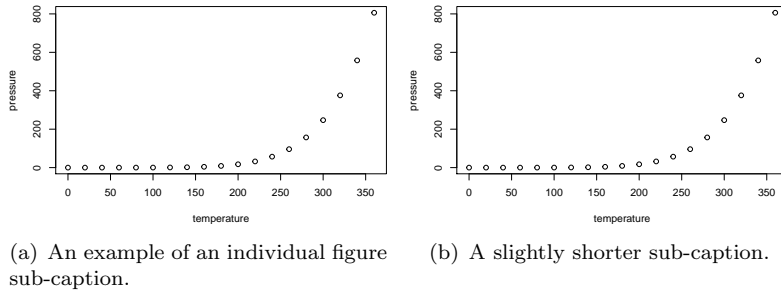 800
600
400
200
0
pressure
0 50 100 150 200 250 300 350
temperature
(a) An example of an individual figure
sub-caption.
800
600
400
200
0
pressure
0 50 100 150 200 250 300 350
temperature
(b) A slightly shorter sub-caption.